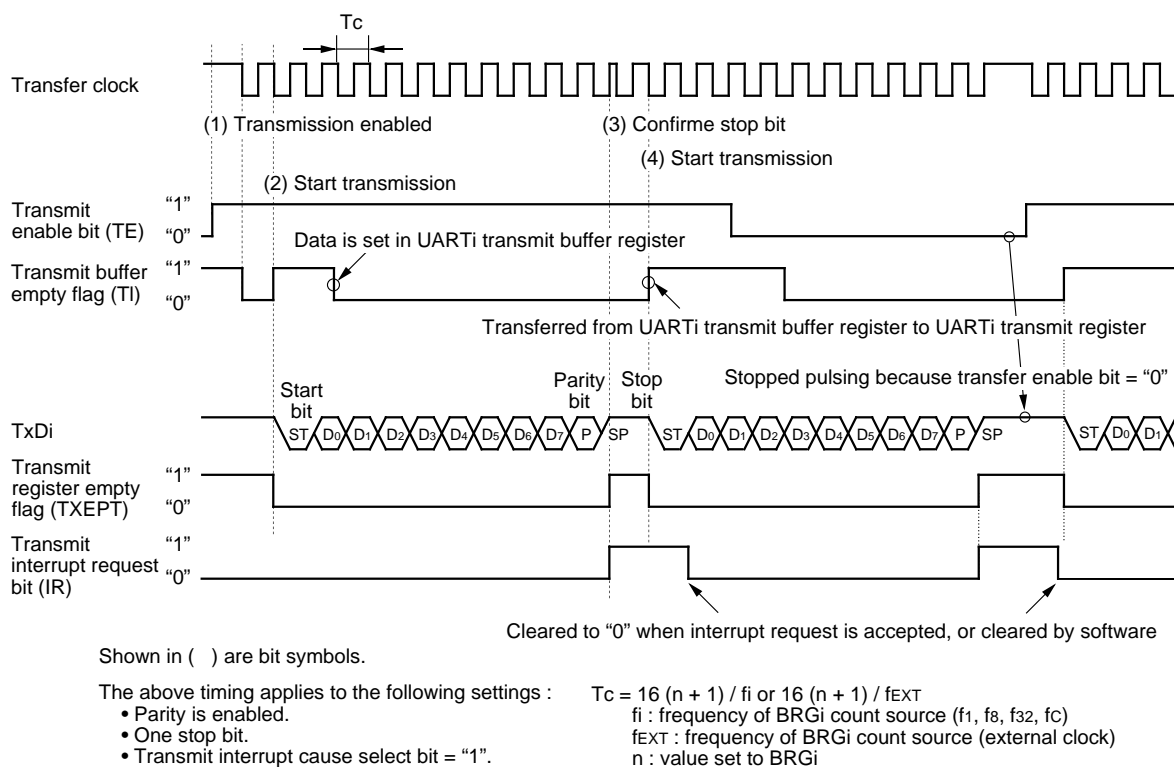 Tc
Transfer clock
(1) Transmission enabled
(3) Confirme stop bit
(4) Start transmission
(2) Start transmission
Transmit
enable bit (TE)
“1”
“0”
Data is set in UARTi transmit buffer register
Transmit buffer
empty flag (TI)
“1”
“0”
Transferred from UARTi transmit buffer register to UARTi transmit register
Start
bit
Parity
bit
Stop
bit
Stopped pulsing because transfer enable bit = “0”
TxDi
ST D0 D1 D2 D3 D4 D5 D6 D7 P SP ST D0 D1 D2 D3 D4 D5 D6 D7 P SP ST D0 D1
Transmit
register empty
flag (TXEPT)
“1”
“0”
Transmit
interrupt request
bit (IR)
“1”
“0”
Cleared to “0” when interrupt request is accepted, or cleared by software
Shown in ( ) are bit symbols.
The above timing applies to the following settings :
• Parity is enabled.
• One stop bit.
• Transmit interrupt cause select bit = “1”.
Tc = 16 (n + 1) / fi or 16 (n + 1) / fEXT
fi : frequency of BRGi count source (f1, f8, f32, fC)
fEXT : frequency of BRGi count source (external clock)
n : value set to BRGi